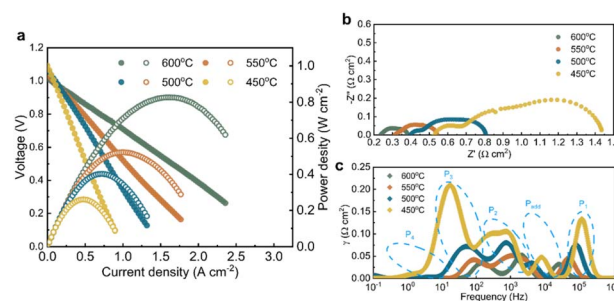 a
1.2
1.0
0.8
0.6
0.4
0.2
0.0
Voltage (V)
600°C
550°C
500°C
450°C
1.0
0.8
0.6
0.4
0.2
0.0
Power density (W cm-2)
0.0 0.5 1.0 1.5 2.0 2.5 3.0
Current density (A cm-2)
b
0.4
0.3
0.2
0.1
0.0
-Z'' (Ω cm2)
600°C
550°C
500°C
450°C
0.2 0.3 0.4 0.5 0.6 0.7 0.8 0.9 1.0 1.1 1.2 1.3 1.4 1.5
Z' (Ω cm2)
c
0.25
0.20
0.15
0.10
0.05
0.00
γ (Ω cm2)
600°C
550°C
500°C
450°C
P3
P4
P2
Padd
P1
10-1 100 101 102 103 104 105
Frequency (Hz)